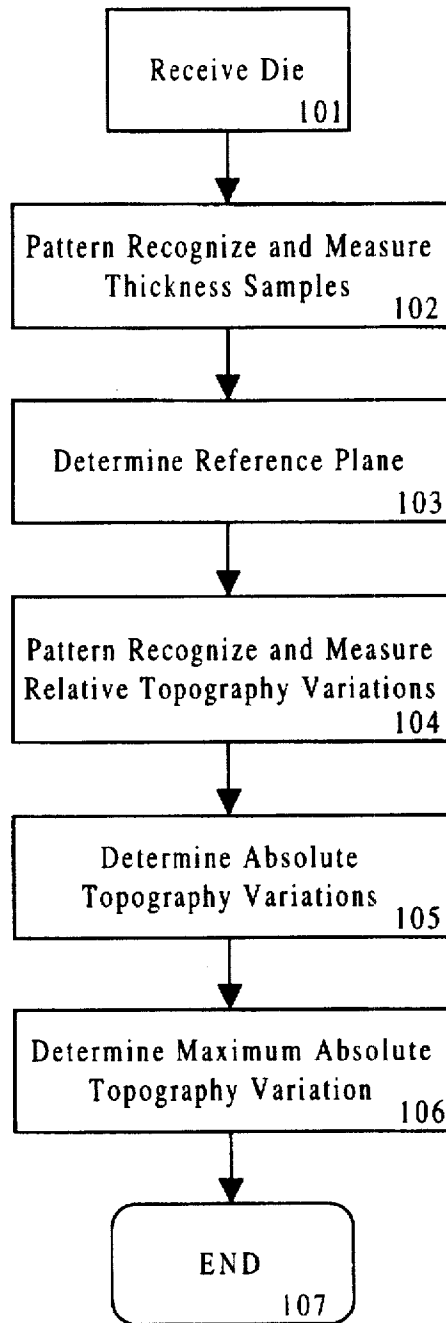 Receive Die
101
Pattern Recognize and Measure
Thickness Samples
102
Determine Reference Plane
103
Pattern Recognize and Measure
Relative Topography Variations
104
Determine Absolute
Topography Variations
105
Determine Maximum Absolute
Topography Variation
106
END
107